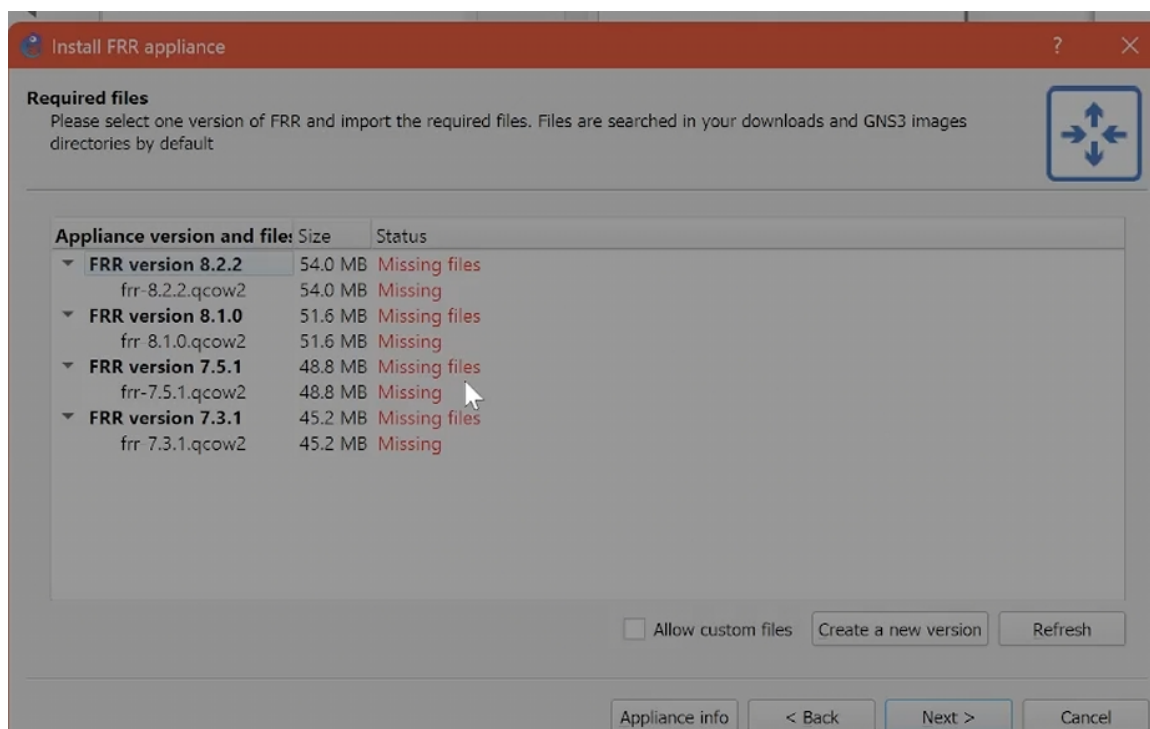 Install FRR appliance ?
Required files
Please select one version of FRR and import the required files. Files are searched in your downloads and GNS3 images
directories by default
Appliance version and file Size Status
FRR version 8.2.2 54.0 MB Missing files
frr-8.2.2.qcow2 54.0 MB Missing
FRR version 8.1.0 51.6 MB Missing files
frr-8.1.0.qcow2 51.6 MB Missing
FRR version 7.5.1 48.8 MB Missing files
frr-7.5.1.qcow2 48.8 MB Missing
FRR version 7.3.1 45.2 MB Missing files
frr-7.3.1.qcow2 45.2 MB Missing
Allow custom files Create a new version Refresh
Appliance info < Back Next > Cancel